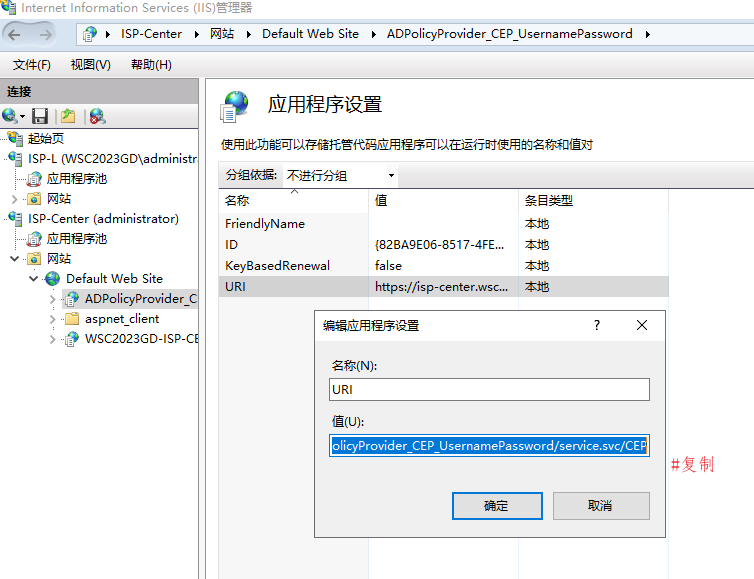 Internet Information Services (IIS)管理器
ISP-Center 网站 Default Web Site ADPolicyProvider_CEP_UsernamePassword
文件(F) 视图(V) 帮助(H)
连接
起始页
ISP-L (WSC2023GD\administr
应用程序池
网站
ISP-Center (administrator)
应用程序池
网站
Default Web Site
ADPolicyProvider_C
aspnet_client
WSC2023GD-ISP-CE
应用程序设置
使用此功能可以存储托管代码应用程序可以在运行时使用的名称和值对
分组依据: 不进行分组
名称 值 条目类型
FriendlyName 本地
ID {82BA9E06-8517-4FE... 本地
KeyBasedRenewal false 本地
URI https://isp-center.wsc... 本地
编辑应用程序设置
名称(N):
URI
值(U):
olicyProvider_CEP_UsernamePassword/service.svc/CEP
#复制
确定 取消